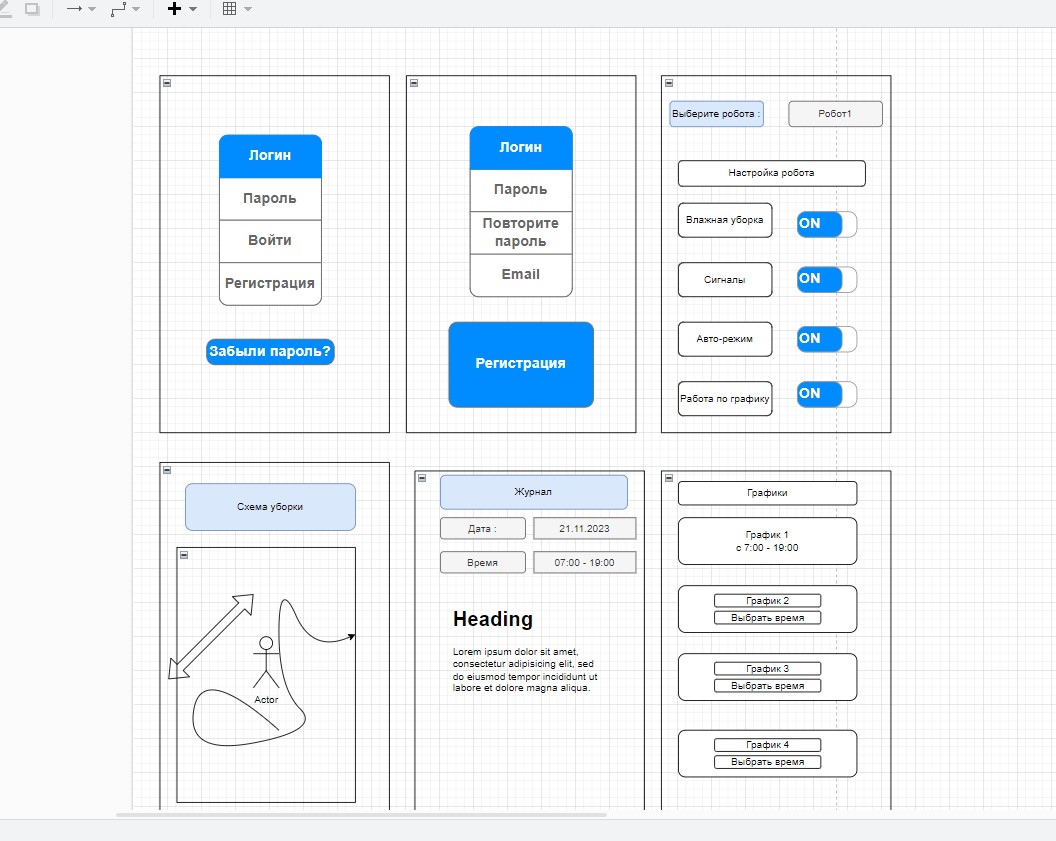 Логин
Пароль
Войти
Регистрация
Забыли пароль?
Логин
Пароль
Повторите
пароль
Email
Регистрация
Выберите робота :
Робот1
Настройка робота
Влажная уборка
ON
Сигналы
ON
Авто-режим
ON
Работа по графику
ON
Схема уборки
Actor
Журнал
Дата :
21.11.2023
Время
07:00 - 19:00
Heading
Lorem ipsum dolor sit amet,
consectetur adipisicing elit, sed
do eiusmod tempor incididunt ut
labore et dolore magna aliqua.
Графики
График 1
с 7:00 - 19:00
График 2
Выбрать время
График 3
Выбрать время
График 4
Выбрать время